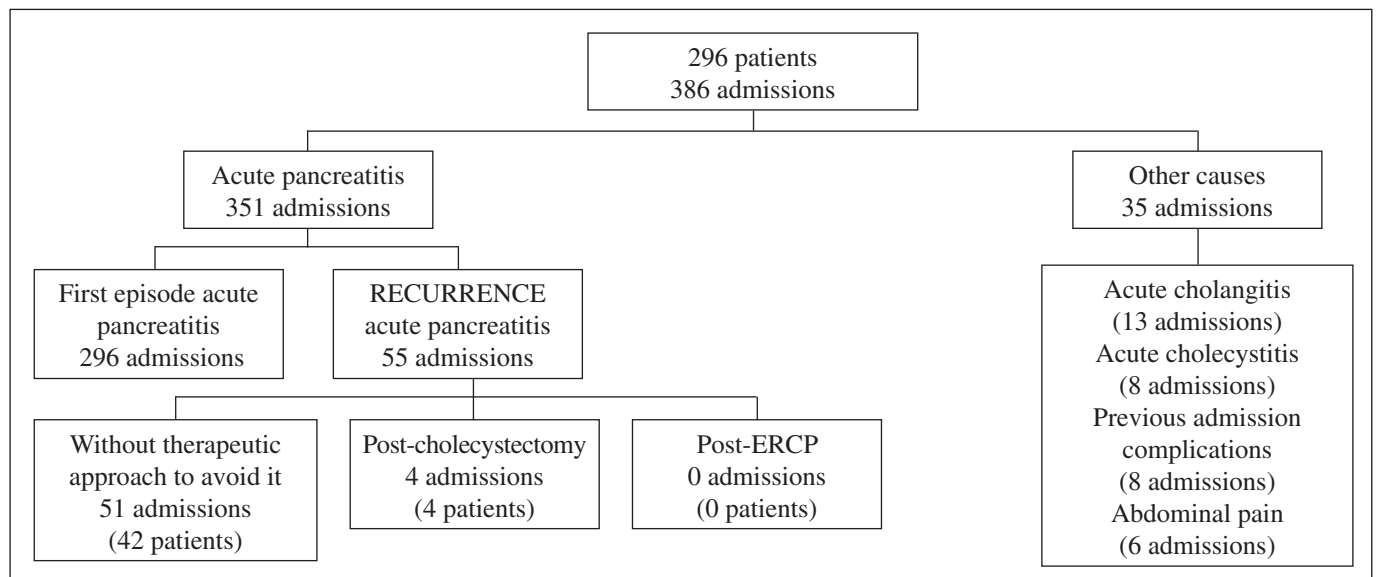 296 patients
386 admissions
Acute pancreatitis
351 admissions
Other causes
35 admissions
First episode acute
pancreatitis
296 admissions
RECURRENCE
acute pancreatitis
55 admissions
Acute cholangitis
(13 admissions)
Acute cholecystitis
(8 admissions)
Previous admission
complications
(8 admissions)
Abdominal pain
(6 admissions)
Without therapeutic
approach to avoid it
51 admissions
(42 patients)
Post-cholecystectomy
4 admissions
(4 patients)
Post-ERCP
0 admissions
(0 patients)